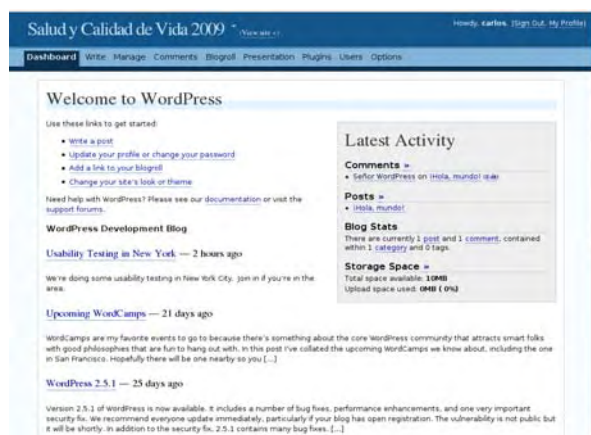 Salud y Calidad de Vida 2009
Howdy, carlos. [Sign Out, My Profile]
Dashboard Write Manage Comments Blogroll Presentation Plugins Users Options
Welcome to WordPress
Use these links to get started:
• Write a post
• Update your profile or change your password
• Add a link to your blogroll
• Change your site's look or theme
Need help with WordPress? Please see our documentation or visit the
support forums.
WordPress Development Blog
Usability Testing in New York — 2 hours ago
We're doing some usability testing in New York City. Join in if you're in the
area.
Latest Activity
Comments »
• Señor WordPress on ¡Hola, mundo!
Posts »
• ¡Hola, mundo!
Blog Stats
There are currently 1 post and 1 comment, contained
within 1 category and 0 tags.
Storage Space »
Total space available: 10MB
Upload space used: 0MB ( 0%)
Upcoming WordCamps — 21 days ago
WordCamps are my favorite events to go to because there's something about the core WordPress community that attracts smart folks
with good philosophies that are fun to hang out with. In this post I've collated the upcoming WordCamps we know about, including the one
in San Francisco. Hopefully there will be one nearby so you [...]
WordPress 2.5.1 — 25 days ago
Version 2.5.1 of WordPress is now available. It includes a number of bug fixes, performance enhancements, and one very important
security fix. We recommend everyone update immediately, particularly if your blog has open registration. The vulnerability is not public but
it will be shortly. In addition to the security fix, 2.5.1 contains many bug fixes. [...]